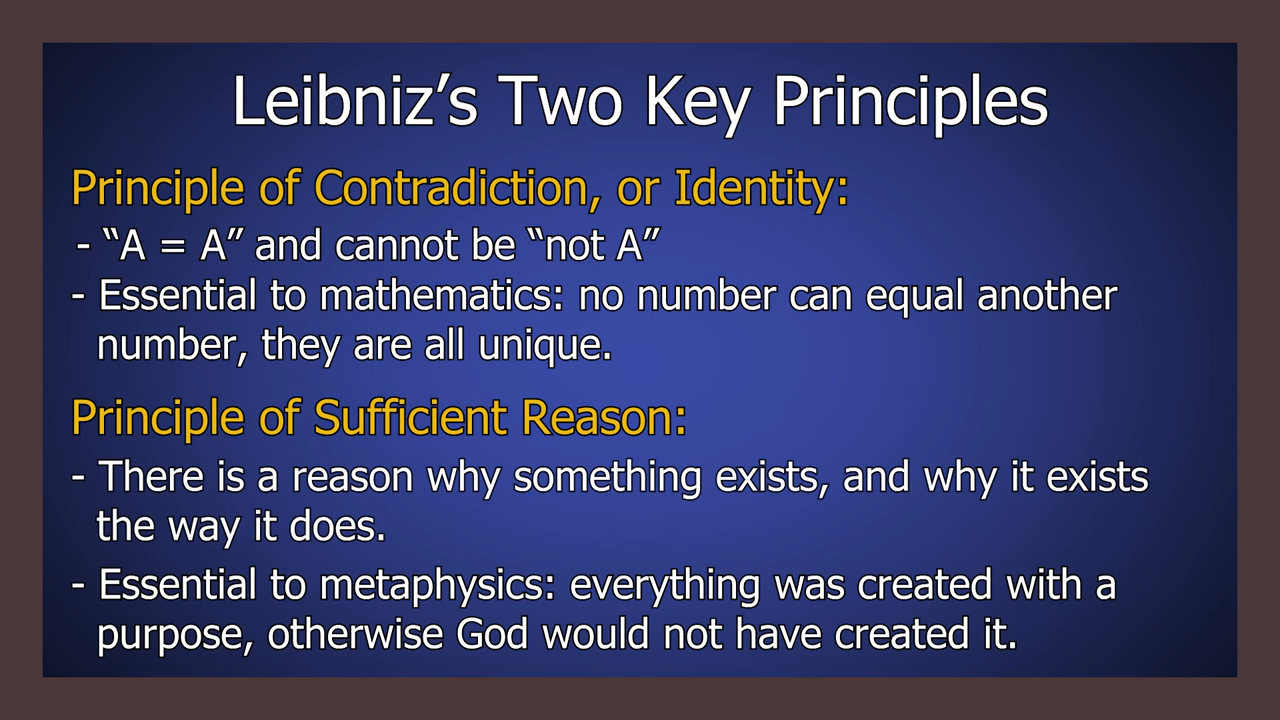 Leibniz’s Two Key Principles
Principle of Contradiction, or Identity:
- “A = A” and cannot be “not A”
- Essential to mathematics: no number can equal another
number, they are all unique.
Principle of Sufficient Reason:
- There is a reason why something exists, and why it exists
the way it does.
- Essential to metaphysics: everything was created with a
purpose, otherwise God would not have created it.